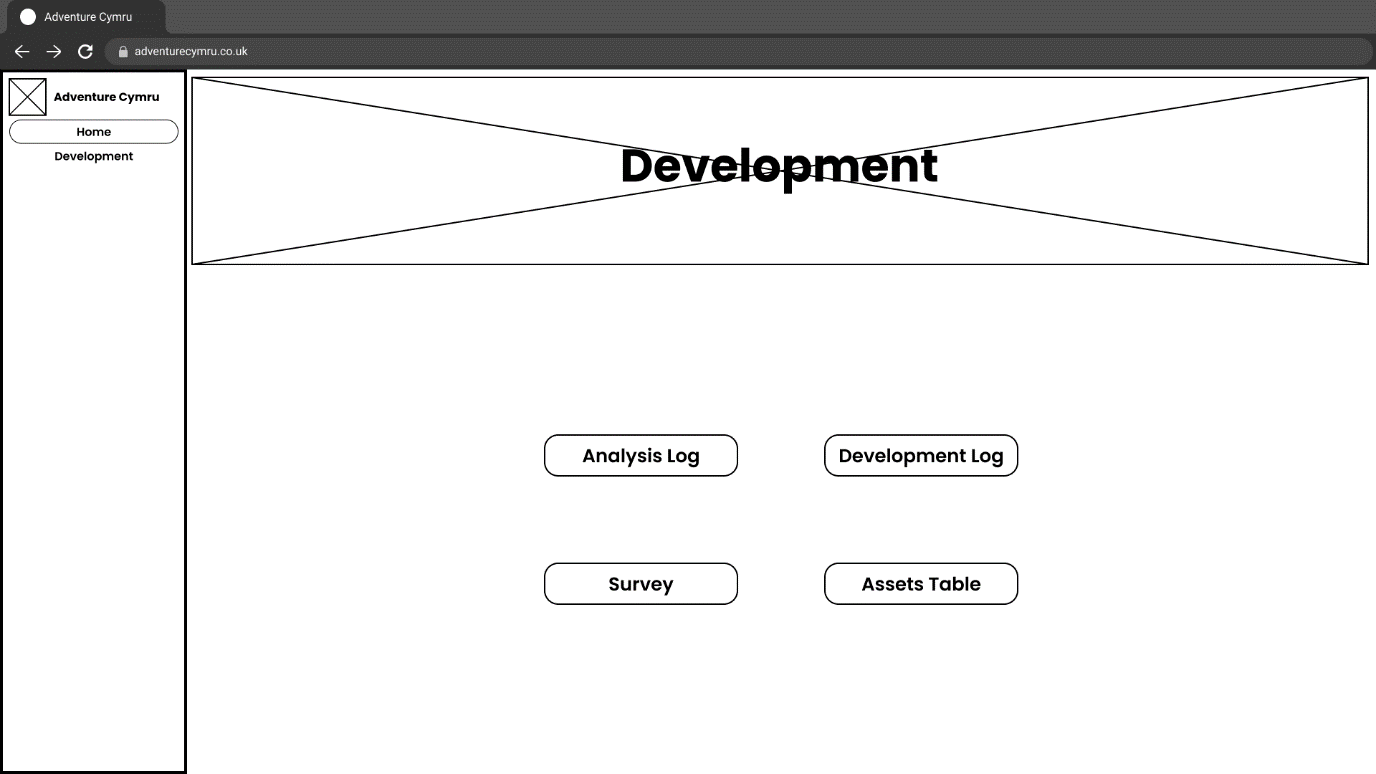 Adventure Cymru
adventurecymru.co.uk
Adventure Cymru
Home
Development
Development
Analysis Log
Development Log
Survey
Assets Table